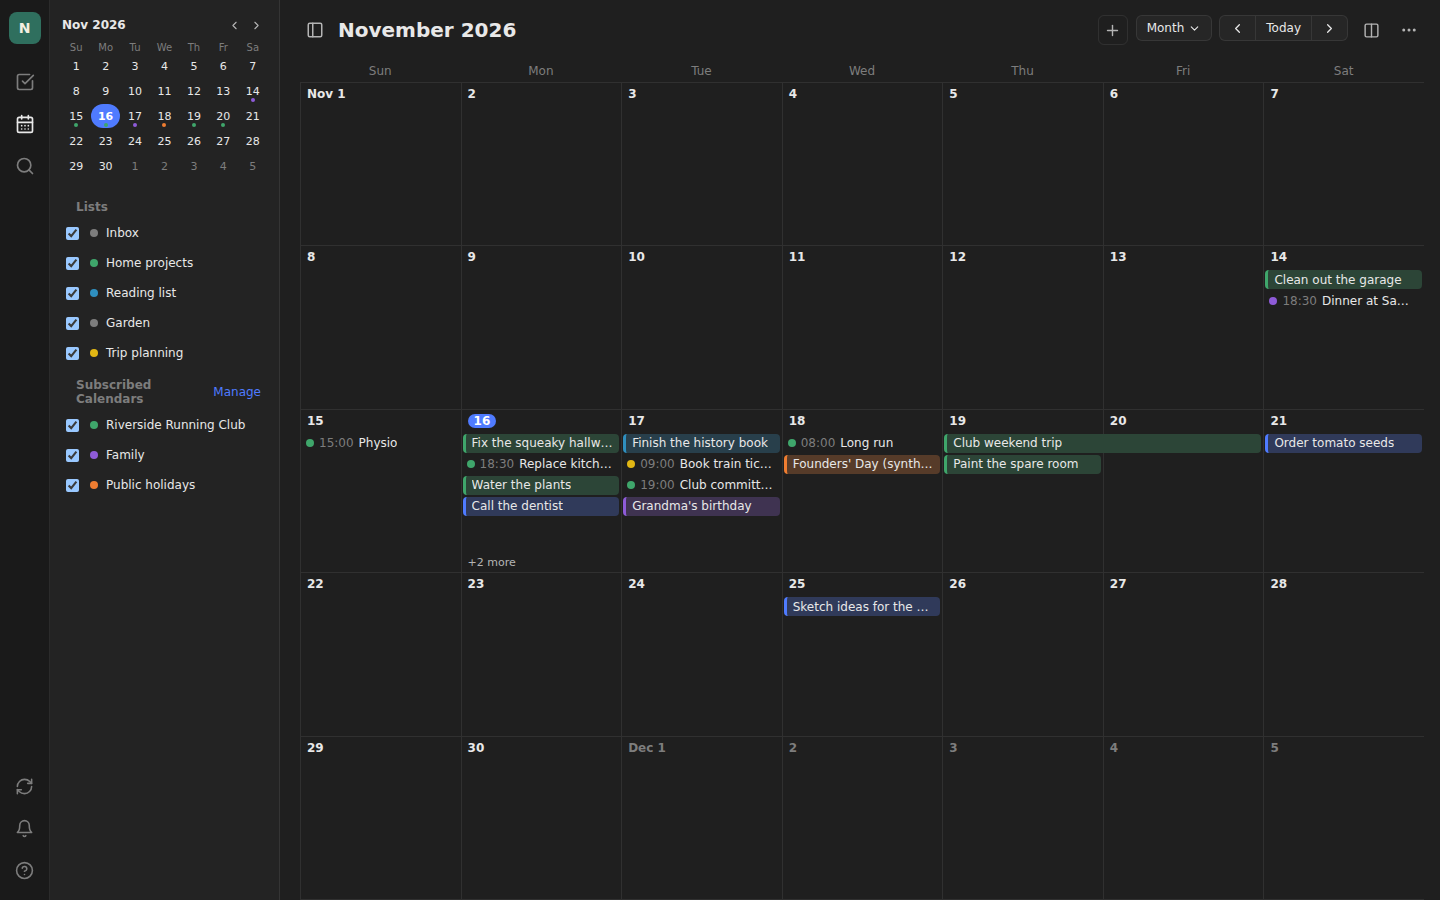 N
Nov 2026
Su Mo Tu We Th Fr Sa
1 2 3 4 5 6 7
8 9 10 11 12 13 14
15 16 17 18 19 20 21
22 23 24 25 26 27 28
29 30 1 2 3 4 5
Lists
Inbox
Home projects
Reading list
Garden
Trip planning
Subscribed
Calendars
Manage
Riverside Running Club
Family
Public holidays
November 2026
Month
Today
Sun Mon Tue Wed Thu Fri Sat
Nov 1 2 3 4 5 6 7
8 9 10 11 12 13 14
Clean out the garage
18:30 Dinner at Sa…
15 16 17 18 19 20 21
15:00 Physio
Fix the squeaky hallw…
18:30 Replace kitch…
Water the plants
Call the dentist
+2 more
Finish the history book
09:00 Book train tic…
19:00 Club committ…
Grandma's birthday
08:00 Long run
Founders' Day (synth…
Club weekend trip
Paint the spare room
Order tomato seeds
22 23 24 25 26 27 28
Sketch ideas for the …
29 30 Dec 1 2 3 4 5